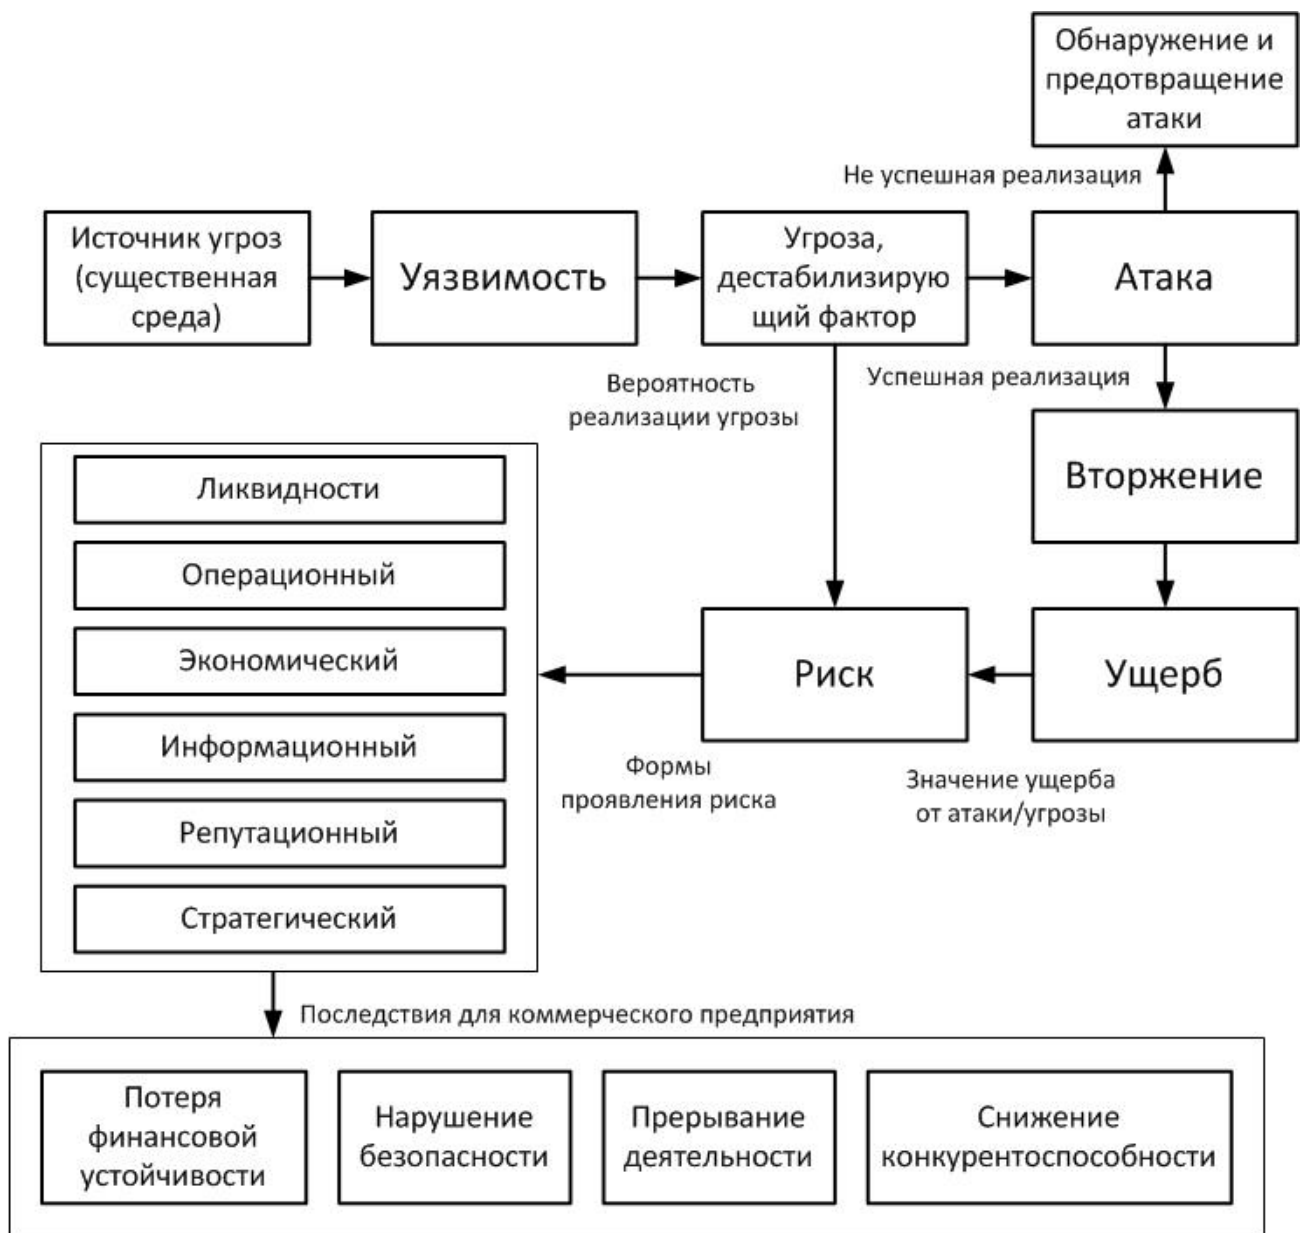 Обнаружение и
предотвращение
атаки
Не успешная реализация
Источник угроз
(существенная
среда)
Уязвимость
Угроза,
дестабилизирую
щий фактор
Атака
Вероятность
реализации угрозы
Успешная реализация
Вторжение
Ликвидности
Операционный
Экономический
Информационный
Репутационный
Стратегический
Риск
Ущерб
Формы
проявления риска
Значение ущерба
от атаки/угрозы
Последствия для коммерческого предприятия
Потеря
финансовой
устойчивости
Нарушение
безопасности
Прерывание
деятельности
Снижение
конкурентоспособности